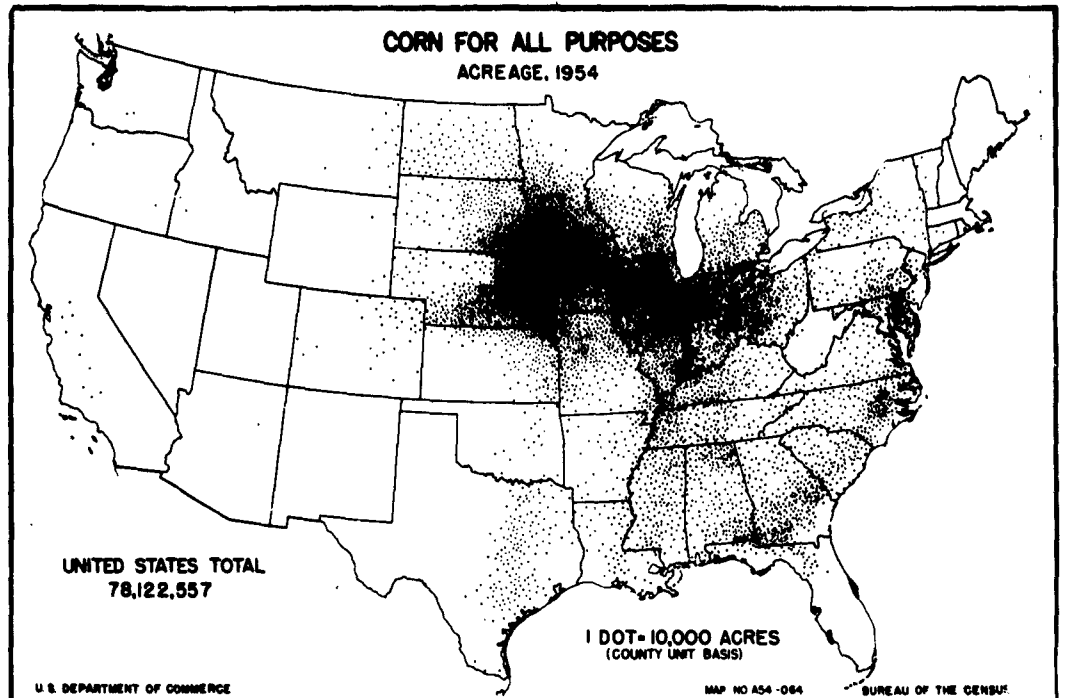 CORN FOR ALL PURPOSES
ACREAGE, 1954
UNITED STATES TOTAL
78,122,557
1 DOT=10,000 ACRES
(COUNTY UNIT BASIS)
U. S. DEPARTMENT OF COMMERCE
MAP NO A54-064
BUREAU OF THE CENSUS